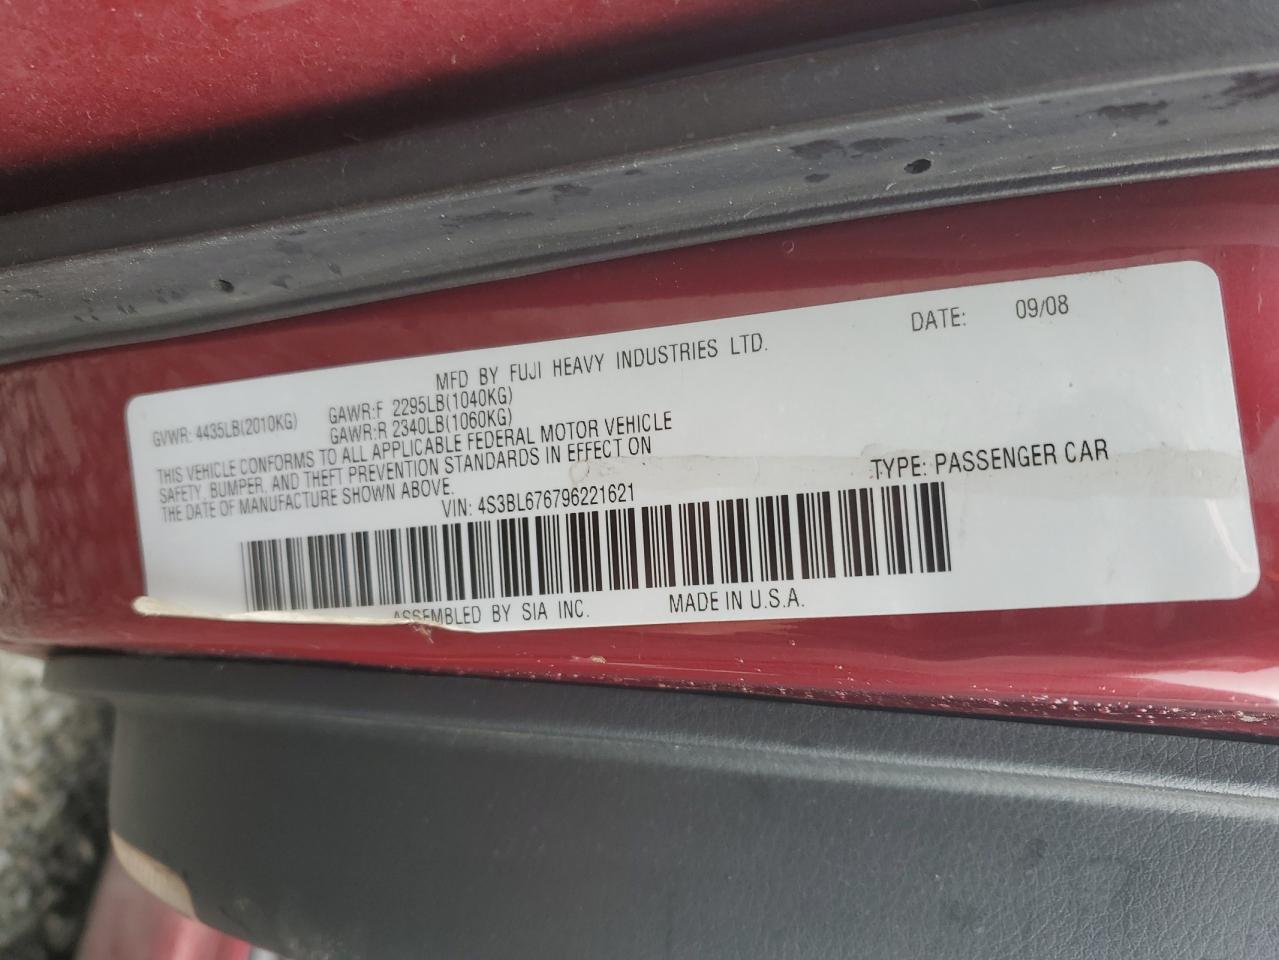 MFD BY FUJI HEAVY INDUSTRIES LTD. DATE: 09/08
GVWR: 4435LB(2010KG) GAWR:F 2295LB(1040KG)
GAWR:R 2340LB(1060KG)
THIS VEHICLE CONFORMS TO ALL APPLICABLE FEDERAL MOTOR VEHICLE
SAFETY, BUMPER, AND THEFT PREVENTION STANDARDS IN EFFECT ON
THE DATE OF MANUFACTURE SHOWN ABOVE.
VIN: 4S3BL676796221621 TYPE: PASSENGER CAR
ASSEMBLED BY SIA INC. MADE IN U.S.A.